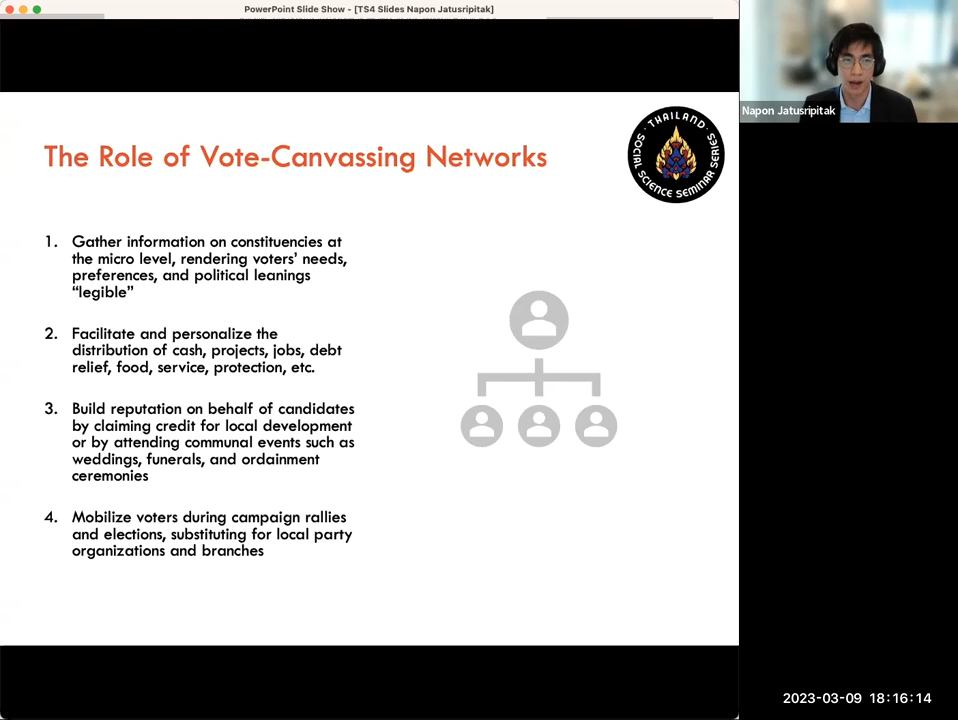 PowerPoint Slide Show - [TS4 Slides Napon Jatusripitak]
Napon Jatusripitak
The Role of Vote-Canvassing Networks
· THAILAND ·
SOCIAL SCIENCE SEMINAR SERIES
1. Gather information on constituencies at
the micro level, rendering voters’ needs,
preferences, and political leanings
“legible”
2. Facilitate and personalize the
distribution of cash, projects, jobs, debt
relief, food, service, protection, etc.
3. Build reputation on behalf of candidates
by claiming credit for local development
or by attending communal events such as
weddings, funerals, and ordainment
ceremonies
4. Mobilize voters during campaign rallies
and elections, substituting for local party
organizations and branches
2023-03-09 18:16:14